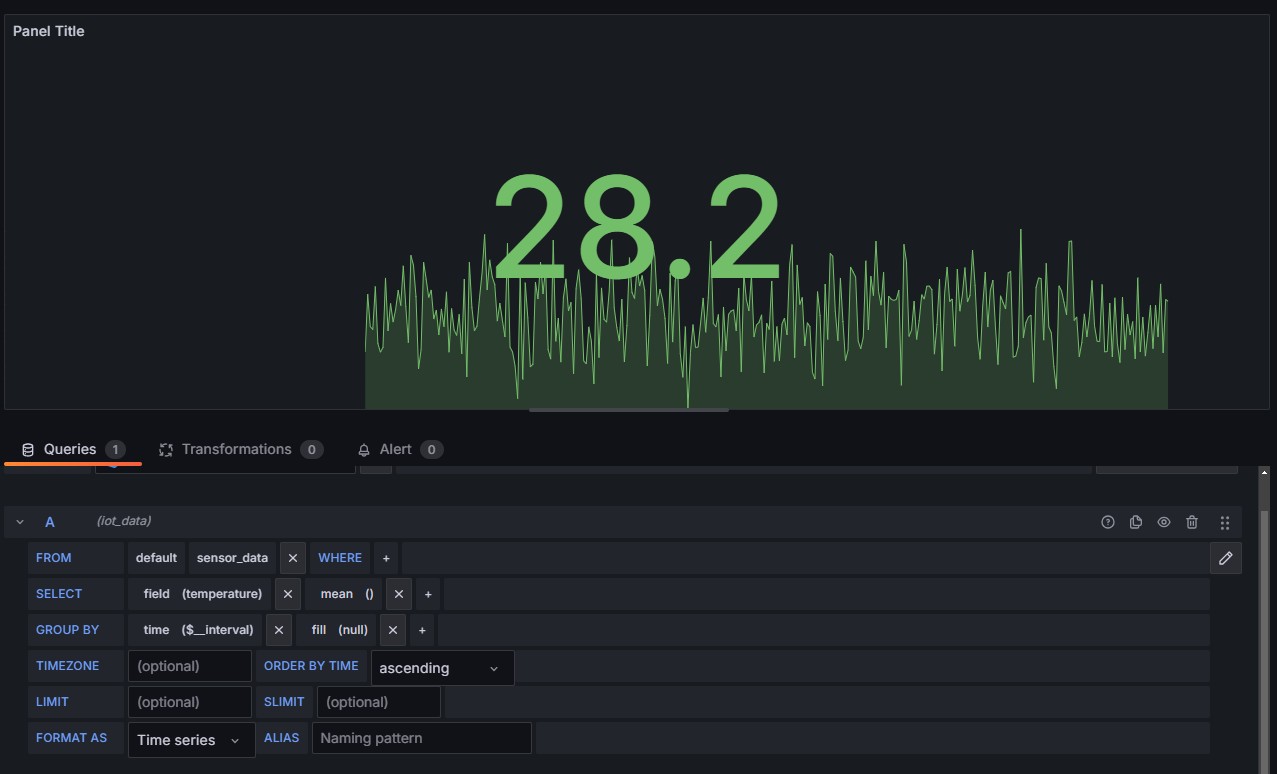 Panel Title
28.2
Queries 1 Transformations 0 Alert 0
A (iot_data)
FROM default sensor_data × WHERE +
SELECT field (temperature) × mean () × +
GROUP BY time ($__interval) × fill (null) × +
TIMEZONE (optional) ORDER BY TIME ascending
LIMIT (optional) SLIMIT (optional)
FORMAT AS Time series ALIAS Naming pattern